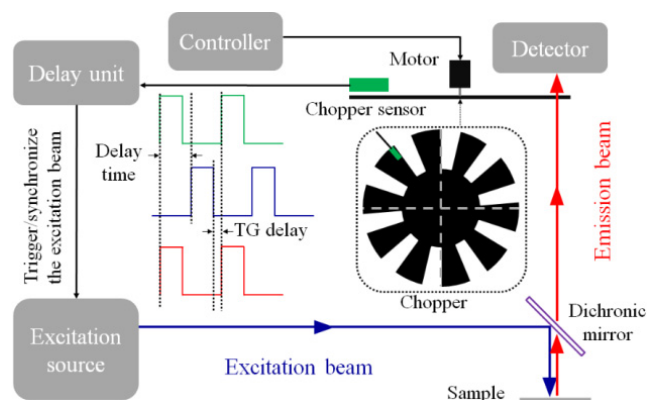 Controller
Detector
Delay unit
Motor
Chopper sensor
Delay
time
TG delay
Trigger/synchronize
the excitation beam
Chopper
Emission beam
Dichronic
mirror
Excitation
source
Excitation beam
Sample